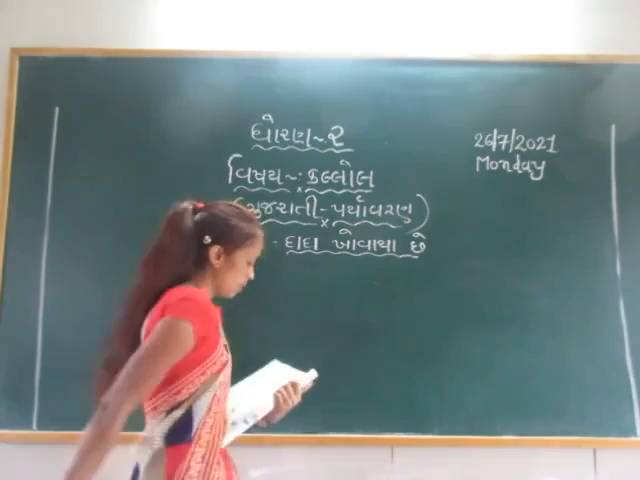 ધોરણ~ ૨
26/7/2021
Monday
વિષય~: કલ્લોલ
(ગુજરાતી - પર્યાવરણ)
- દાદા ખોવાયા છે